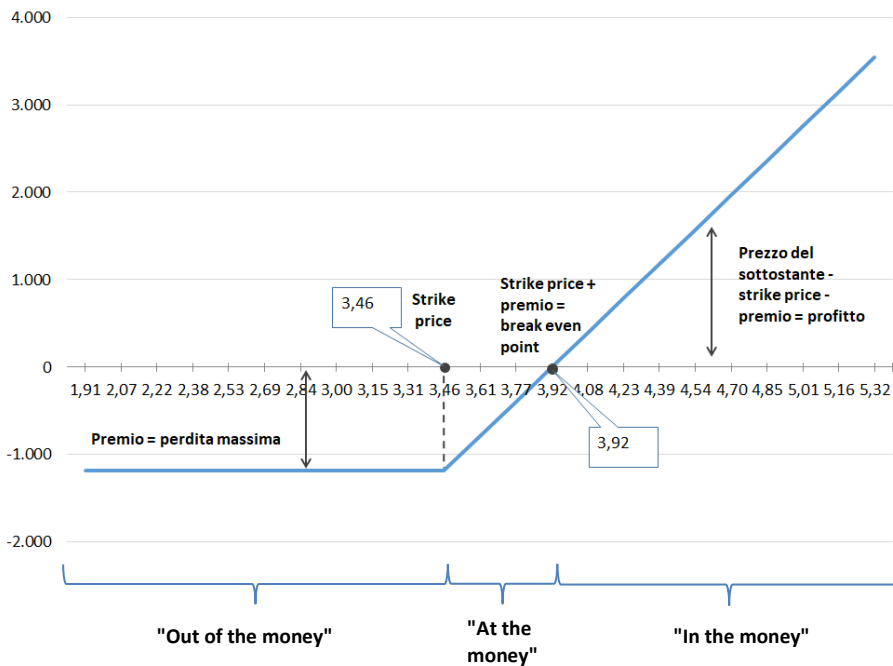 4.000
3.000
2.000
1.000
0
-1.000
-2.000
1,91 2,07 2,22 2,38 2,53 2,69 2,84 3,00 3,15 3,31 3,46 3,61 3,77 3,92 4,08 4,23 4,39 4,54 4,70 4,85 5,01 5,16 5,32
3,46
Strike
price
Strike price +
premio =
break even
point
Prezzo del
sottostante -
strike price -
premio = profitto
Premio = perdita massima
3,92
"Out of the money"
"At the
money"
"In the money"